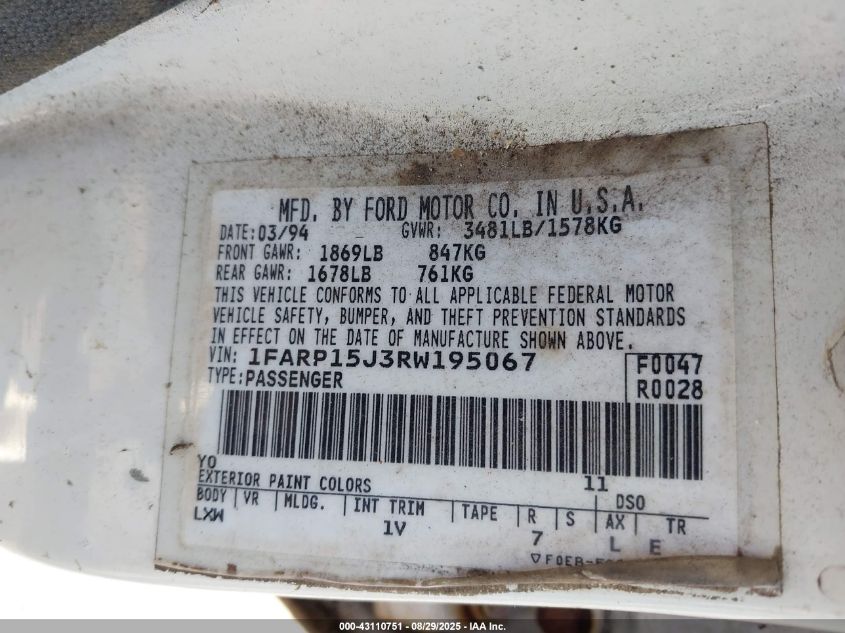 MFD. BY FORD MOTOR CO. IN U.S.A.
DATE: 03/94 GVWR: 3481LB/1578KG
FRONT GAWR: 1869LB 847KG
REAR GAWR: 1678LB 761KG
THIS VEHICLE CONFORMS TO ALL APPLICABLE FEDERAL MOTOR
VEHICLE SAFETY, BUMPER, AND THEFT PREVENTION STANDARDS
IN EFFECT ON THE DATE OF MANUFACTURE SHOWN ABOVE.
VIN: 1FARP15J3RW195067 F0047
TYPE: PASSENGER R0028
YO 11
EXTERIOR PAINT COLORS DSO
BODY VR MLDG. INT TRIM TAPE R S AX TR
LXW 1V 7 L E
000-43110751 - 08/29/2025 - IAA Inc.